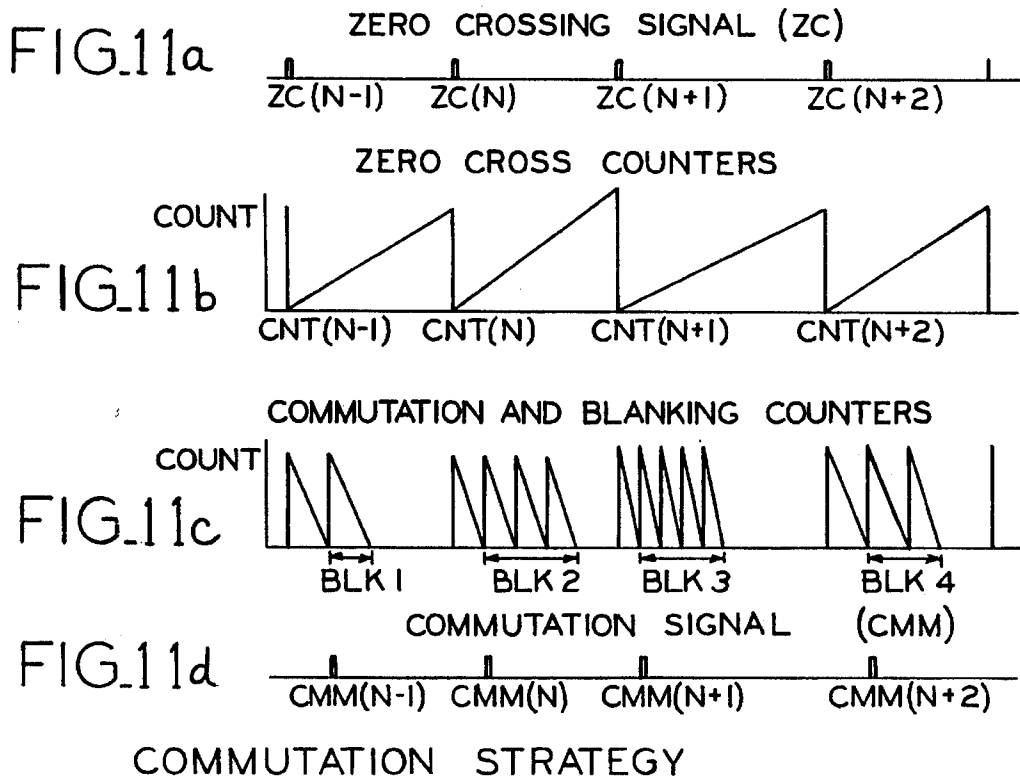 ZERO CROSSING SIGNAL (ZC)
FIG_11a
ZC(N-1) ZC(N) ZC(N+1) ZC(N+2)
ZERO CROSS COUNTERS
COUNT
FIG_11b
CNT(N-1) CNT(N) CNT(N+1) CNT(N+2)
COMMUTATION AND BLANKING COUNTERS
COUNT
FIG_11c
BLK 1 BLK 2 BLK 3 BLK 4
COMMUTATION SIGNAL (CMM)
FIG_11d
CMM(N-1) CMM(N) CMM(N+1) CMM(N+2)
COMMUTATION STRATEGY